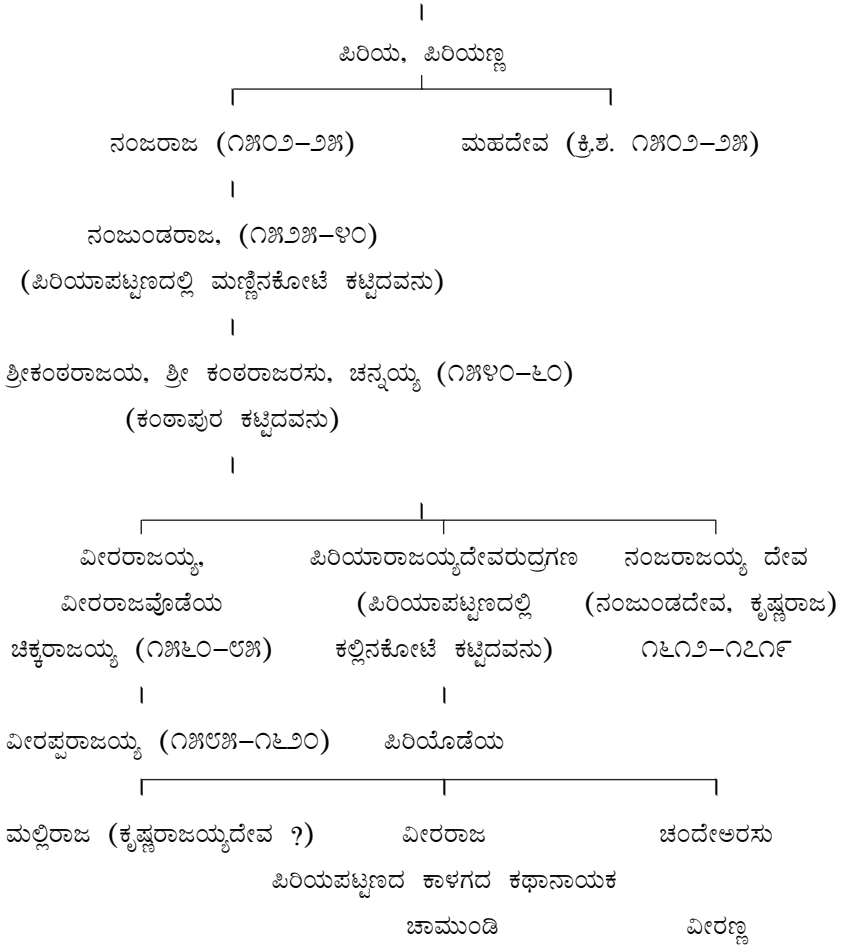 ಪಿರಿಯ, ಪಿರಿಯಣ್ಣ
ನಂಜರಾಜ (೧೫೦೨–೨೫) ಮಹದೇವ (ಕ್ರಿ.ಶ. ೧೫೦೨–೨೫)
ನಂಜುಂಡರಾಜ, (೧೫೨೫–೪೦)
(ಪಿರಿಯಾಪಟ್ಟಣದಲ್ಲಿ ಮಣ್ಣಿನಕೋಟೆ ಕಟ್ಟಿದವನು)
ಶ್ರೀಕಂಠರಾಜಯ, ಶ್ರೀ ಕಂಠರಾಜರಸು, ಚನ್ನಯ್ಯ (೧೫೪೦–೬೦)
(ಕಂಠಾಪುರ ಕಟ್ಟಿದವನು)
ವೀರರಾಜಯ್ಯ, ಪಿರಿಯಾರಾಜಯ್ಯದೇವರುದ್ರಗಣ ನಂಜರಾಜಯ್ಯ ದೇವ
ವೀರರಾಜವೊಡೆಯ (ಪಿರಿಯಾಪಟ್ಟಣದಲ್ಲಿ (ನಂಜುಂಡದೇವ, ಕೃಷ್ಣರಾಜ)
ಚಿಕ್ಕರಾಜಯ್ಯ (೧೫೬೦–೮೫) ಕಲ್ಲಿನಕೋಟೆ ಕಟ್ಟಿದವನು) ೧೬೧೨–೧೭೧೯
ವೀರಪ್ಪರಾಜಯ್ಯ (೧೫೮೫–೧೬೨೦) ಪಿರಿಯೊಡೆಯ
ಮಲ್ಲಿರಾಜ (ಕೃಷ್ಣರಾಜಯ್ಯದೇವ ?) ವೀರರಾಜ ಚಂದೇಅರಸು
ಪಿರಿಯಪಟ್ಟಣದ ಕಾಳಗದ ಕಥಾನಾಯಕ
ಚಾಮುಂಡಿ ವೀರಣ್ಣ